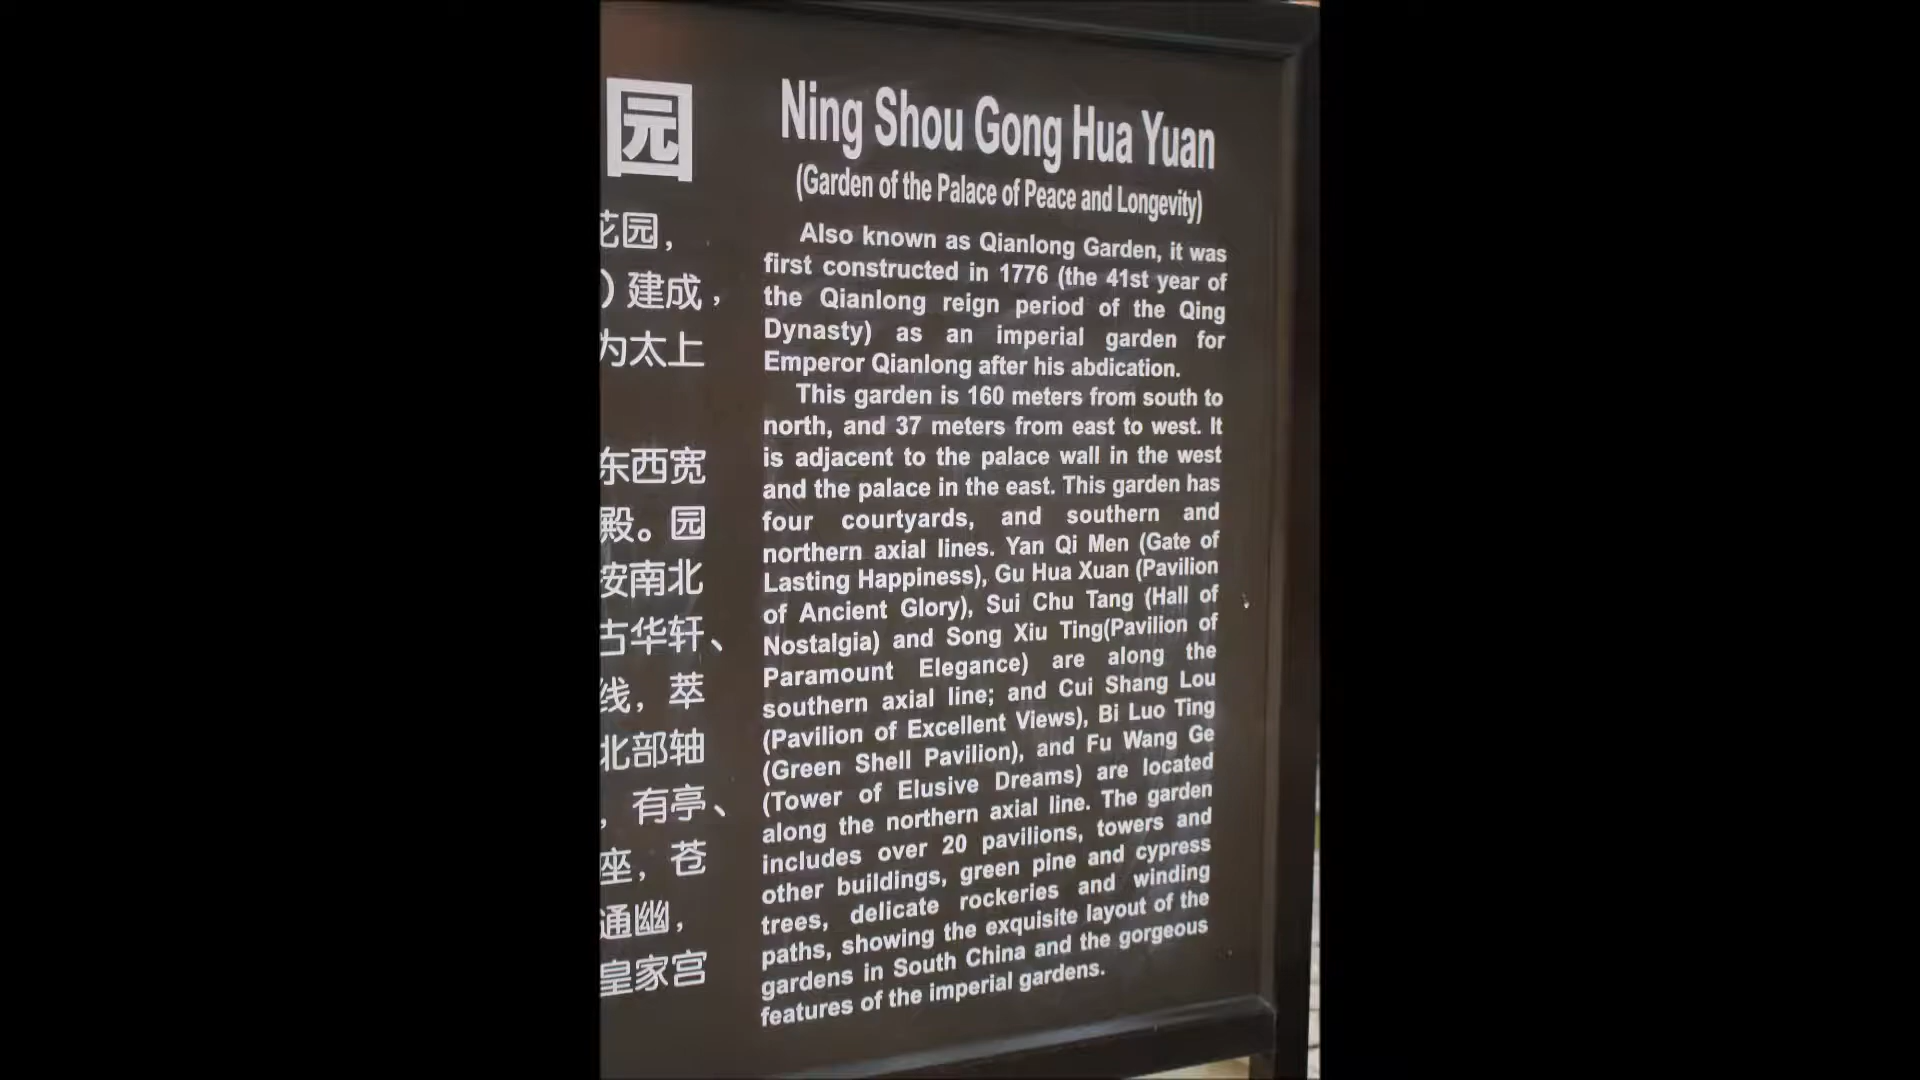 园
花园，
）建成，
为太上
东西宽
殿。园
按南北
古华轩、
线，萃
北部轴
，有亭、
座，苍
通幽，
皇家宫
Ning Shou Gong Hua Yuan
(Garden of the Palace of Peace and Longevity)
Also known as Qianlong Garden, it was
first constructed in 1776 (the 41st year of
the Qianlong reign period of the Qing
Dynasty) as an imperial garden for
Emperor Qianlong after his abdication.
This garden is 160 meters from south to
north, and 37 meters from east to west. It
is adjacent to the palace wall in the west
and the palace in the east. This garden has
four courtyards, and southern and
northern axial lines. Yan Qi Men (Gate of
Lasting Happiness), Gu Hua Xuan (Pavilion
of Ancient Glory), Sui Chu Tang (Hall of
Nostalgia) and Song Xiu Ting(Pavilion of
Paramount Elegance) are along the
southern axial line; and Cui Shang Lou
(Pavilion of Excellent Views), Bi Luo Ting
(Green Shell Pavilion), and Fu Wang Ge
(Tower of Elusive Dreams) are located
along the northern axial line. The garden
includes over 20 pavilions, towers and
other buildings, green pine and cypress
trees, delicate rockeries and winding
paths, showing the exquisite layout of the
gardens in South China and the gorgeous
features of the imperial gardens.